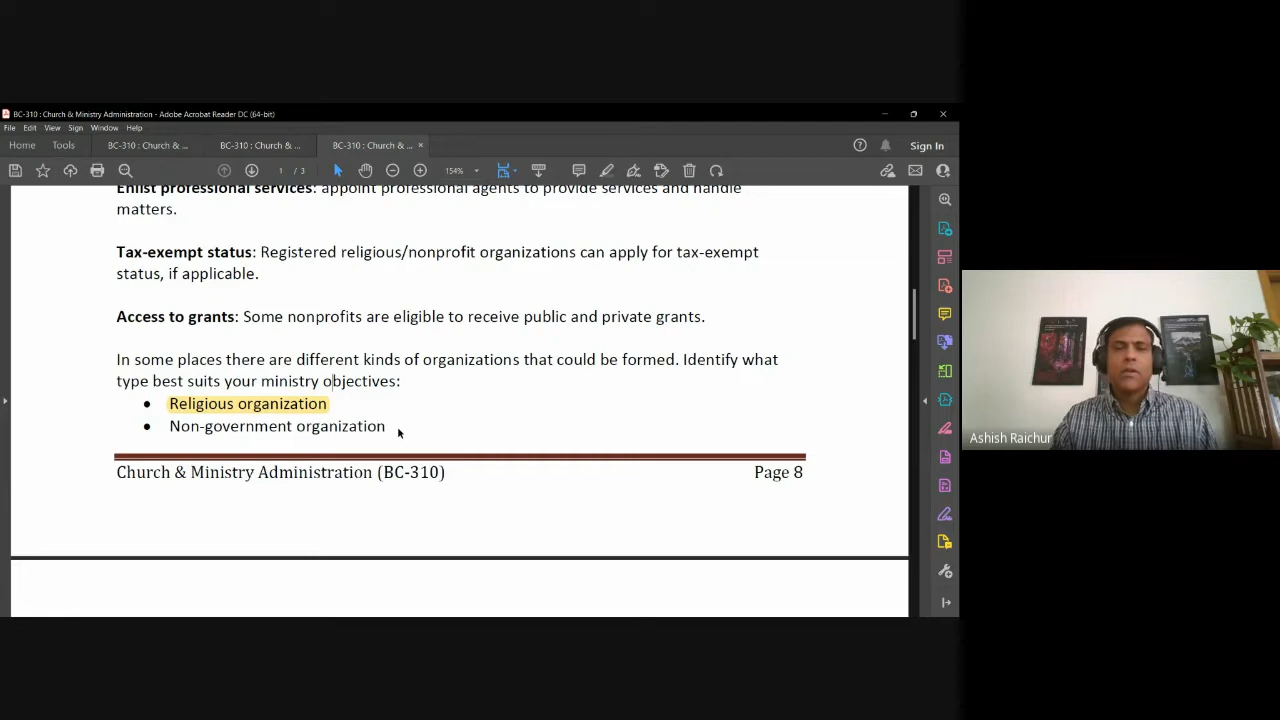 BC-310 : Church & Ministry Administration - Adobe Acrobat Reader DC (64-bit)
File Edit View Sign Window Help
Home Tools BC-310 : Church & ... BC-310 : Church & ... BC-310 : Church & ... × Sign In
1 / 3 154%
Enlist professional services: appoint professional agents to provide services and handle
matters.
Tax-exempt status: Registered religious/nonprofit organizations can apply for tax-exempt
status, if applicable.
Access to grants: Some nonprofits are eligible to receive public and private grants.
In some places there are different kinds of organizations that could be formed. Identify what
type best suits your ministry objectives:
• Religious organization
• Non-government organization
Church & Ministry Administration (BC-310) Page 8
Ashish Raichur